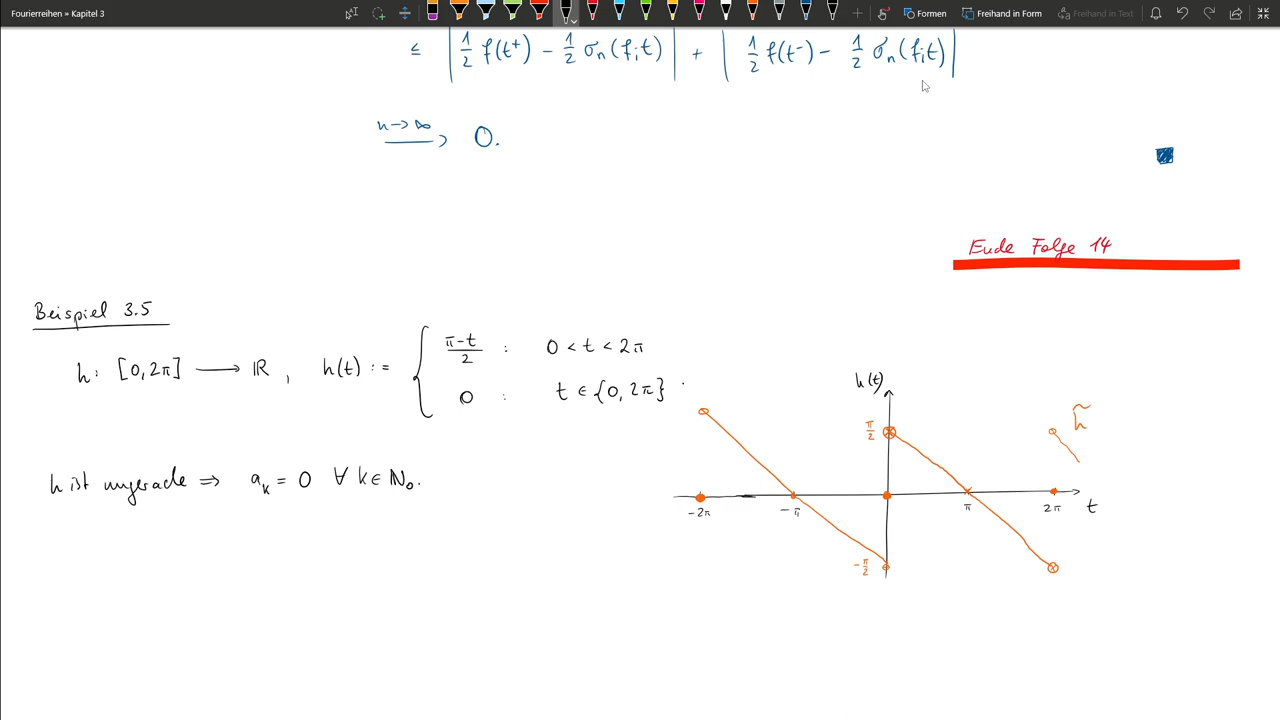 Fourierreihen » Kapitel 3
Formen
Freihand in Form
Freihand in Text
≤ | 1/2 f(t⁺) − 1/2 σₙ(f,t) | + | 1/2 f(t⁻) − 1/2 σₙ(f,t) |
n→∞ ⟶ 0.
Ende Folge 14
Beispiel 3.5
h: [0,2π] ⟶ ℝ , h(t) := { (π−t)/2 : 0 < t < 2π
0 : t ∈ {0, 2π} .
h ist ungerade ⇒ aₖ = 0 ∀ k ∈ ℕ₀.
h(t)
h̃
π/2
−2π
−π
π
2π
t
−π/2